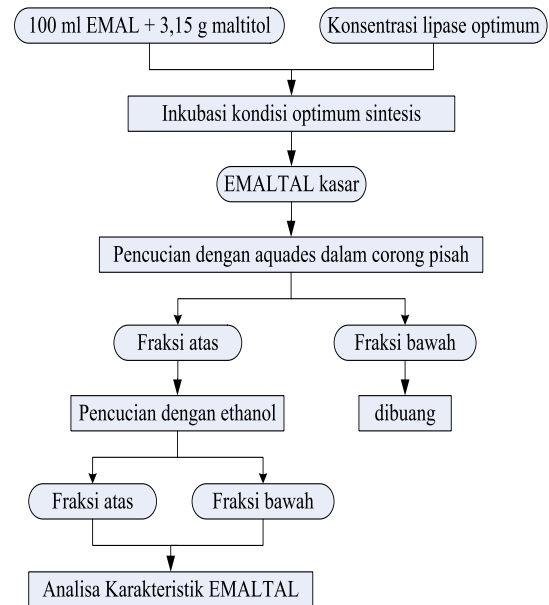 100 ml EMAL + 3,15 g maltitol
Konsentrasi lipase optimum
Inkubasi kondisi optimum sintesis
EMALTAL kasar
Pencucian dengan aquades dalam corong pisah
Fraksi atas
Fraksi bawah
Pencucian dengan ethanol
dibuang
Fraksi atas
Fraksi bawah
Analisa Karakteristik EMALTAL